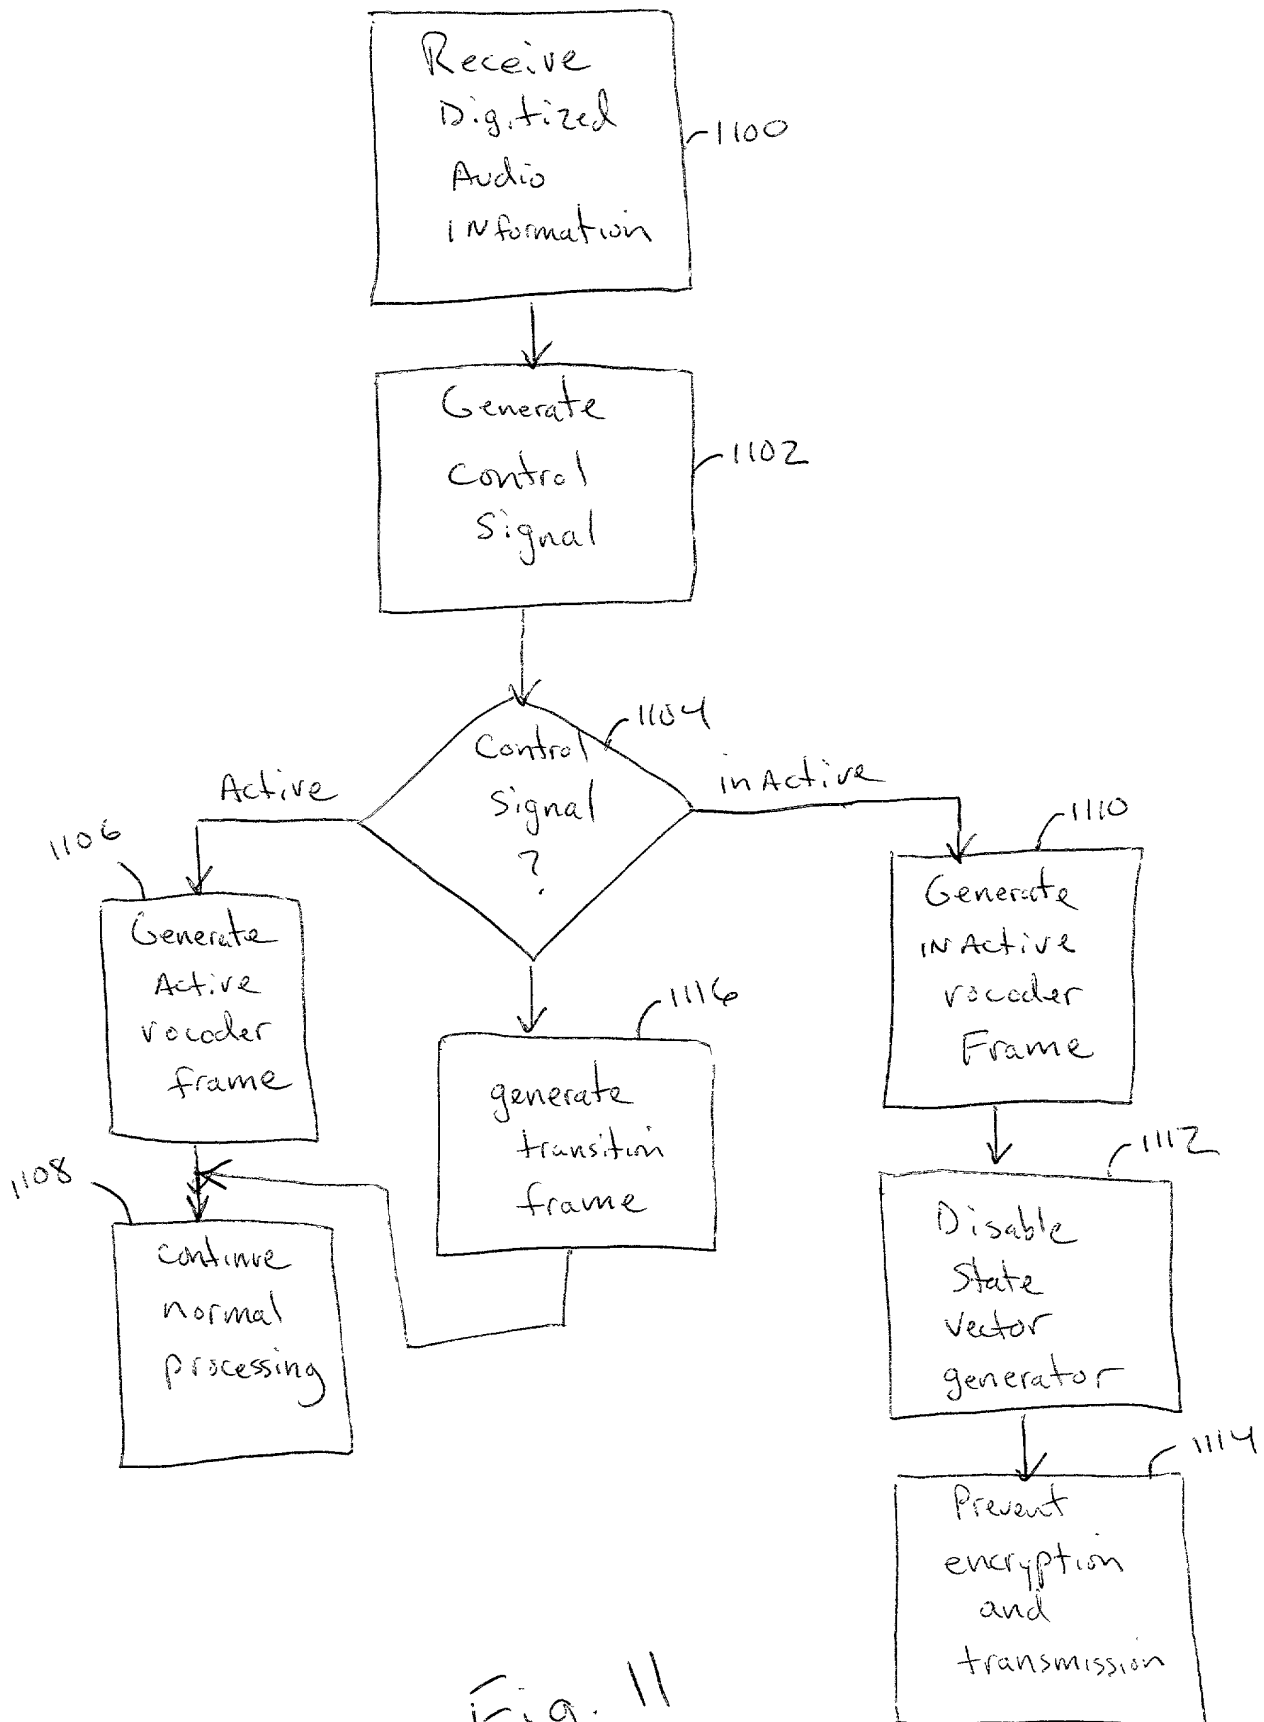 Receive
Digitized
Audio
INformation
1100
Generate
control
Signal
1102
1104
Control
signal
?
Active
inActive
1106
Generate
Active
vocoder
frame
1108
continue
normal
processing
1116
generate
transition
frame
1110
Generate
INActive
vocoder
Frame
1112
Disable
State
vector
generator
1114
Prevent
encryption
and
transmission
Fig. 11